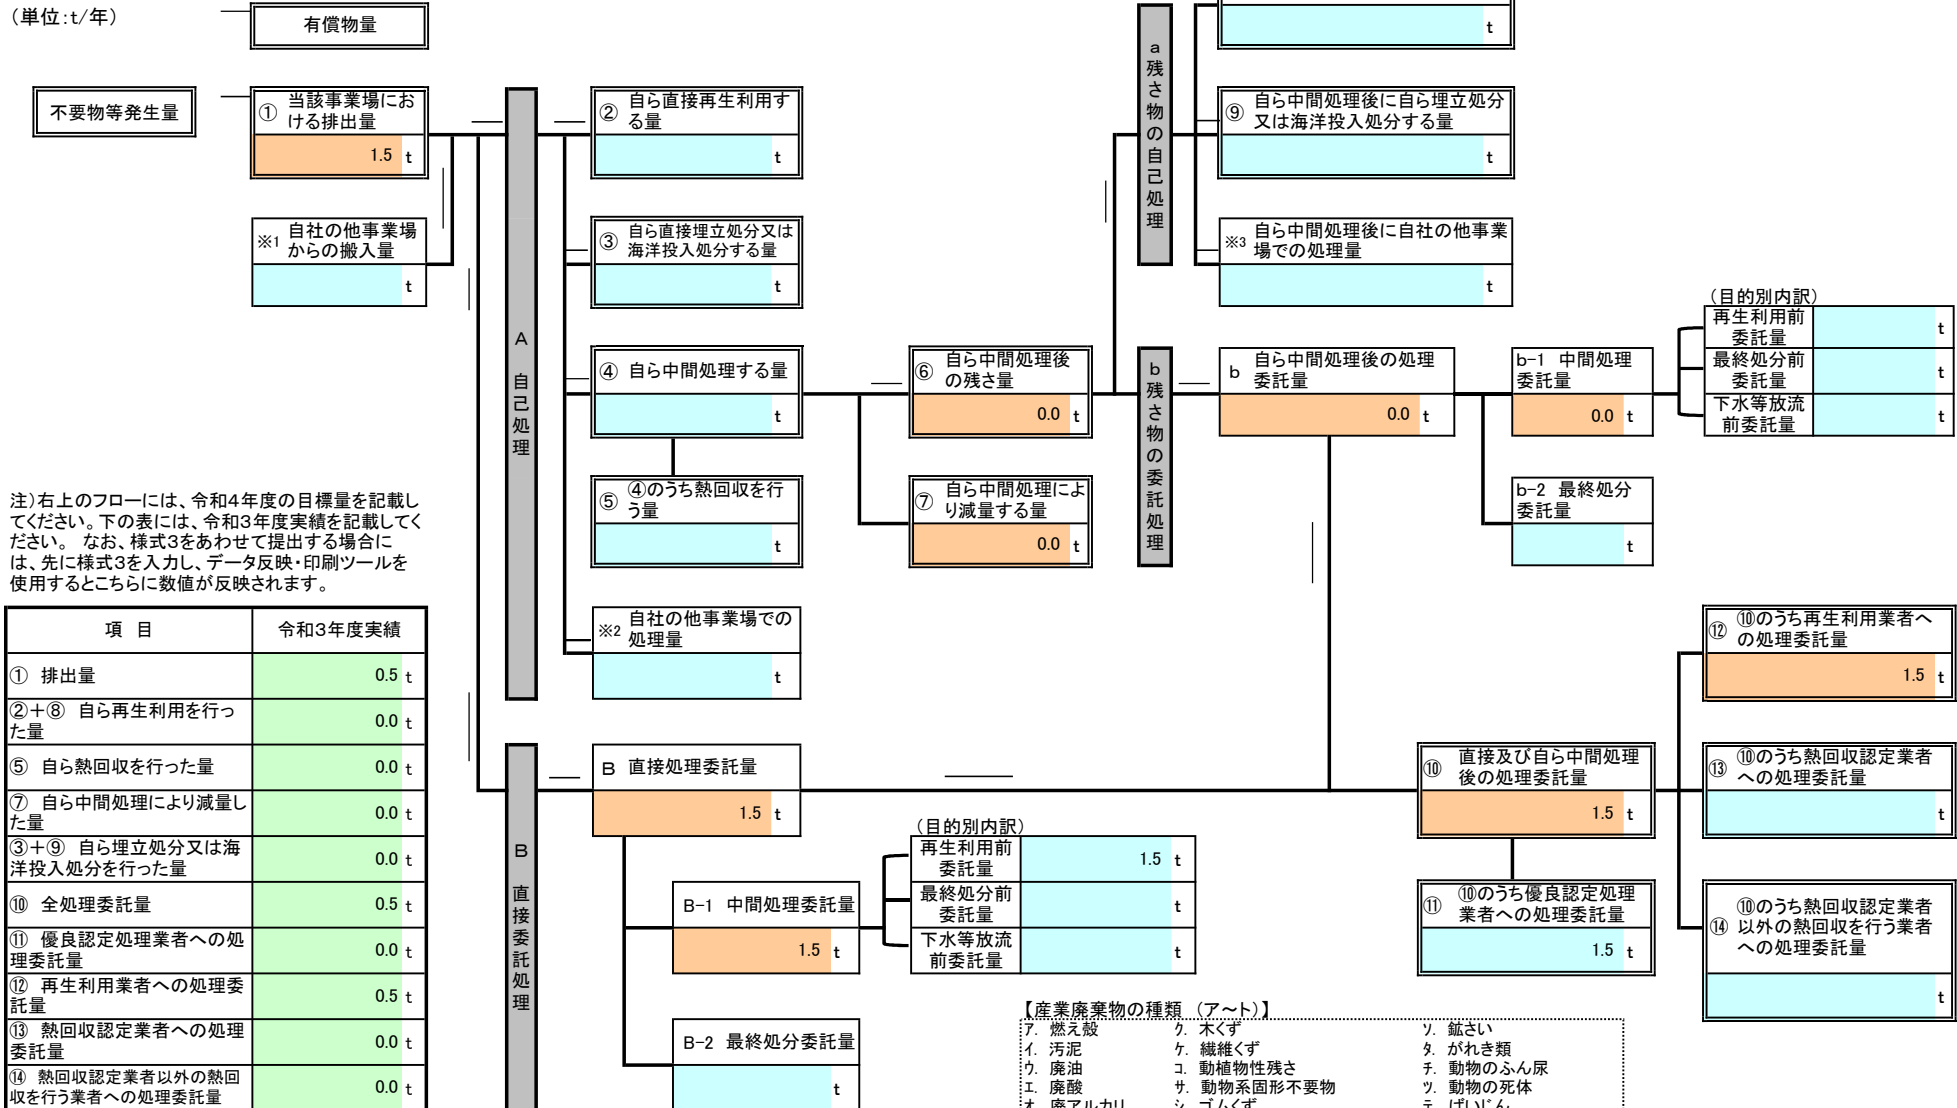 （単位：t／年）
有償物量
t
不要物等発生量
① 当該事業場にお
ける排出量
1.5 t
② 自ら直接再生利用す
る量
t
a 残さ物の自己処理
⑨ 自ら中間処理後に自ら埋立処分
又は海洋投入処分する量
t
※1 自社の他事業場
からの搬入量
t
③ 自ら直接埋立処分又は
海洋投入処分する量
t
※3 自ら中間処理後に自社の他事業
場での処理量
t
A 自己処理
④ 自ら中間処理する量
t
⑥ 自ら中間処理後
の残さ量
0.0 t
b 残さ物の委託処理
b 自ら中間処理後の処理
委託量
0.0 t
b-1 中間処理
委託量
0.0 t
（目的別内訳）
再生利用前
委託量
t
最終処分前
委託量
t
下水等放流
前委託量
t
⑤ ④のうち熱回収を行
う量
t
⑦ 自ら中間処理によ
り減量する量
0.0 t
b-2 最終処分
委託量
t
注）右上のフローには、令和4年度の目標量を記載し
てください。下の表には、令和3年度実績を記載してく
ださい。 なお、様式3をあわせて提出する場合に
は、先に様式3を入力し、データ反映・印刷ツールを
使用するとこちらに数値が反映されます。
※2 自社の他事業場での
処理量
t
項 目 令和3年度実績
① 排出量 0.5 t
②＋⑧ 自ら再生利用を行っ
た量 0.0 t
⑤ 自ら熱回収を行った量 0.0 t
⑦ 自ら中間処理により減量し
た量 0.0 t
③＋⑨ 自ら埋立処分又は海
洋投入処分を行った量 0.0 t
⑩ 全処理委託量 0.5 t
⑪ 優良認定処理業者への処
理委託量 0.0 t
⑫ 再生利用業者への処理委
託量 0.5 t
⑬ 熱回収認定業者への処理
委託量 0.0 t
⑭ 熱回収認定業者以外の熱回
収を行う業者への処理委託量 0.0 t
B 直接委託処理
B 直接処理委託量
1.5 t
B-1 中間処理委託量
1.5 t
（目的別内訳）
再生利用前
委託量
1.5 t
最終処分前
委託量
t
下水等放流
前委託量
t
B-2 最終処分委託量
t
⑩ 直接及び自ら中間処理
後の処理委託量
1.5 t
⑪ ⑩のうち優良認定処理
業者への処理委託量
1.5 t
⑫ ⑩のうち再生利用業者へ
の処理委託量
1.5 t
⑬ ⑩のうち熱回収認定業者
への処理委託量
t
⑭ ⑩のうち熱回収認定業者
以外の熱回収を行う業者
への処理委託量
t
【産業廃棄物の種類 （ア～ト）】
ア. 燃え殻 ク. 木くず ソ. 鉱さい
イ. 汚泥 ケ. 繊維くず タ. がれき類
ウ. 廃油 コ. 動植物性残さ チ. 動物のふん尿
エ. 廃酸 サ. 動物系固形不要物 ツ. 動物の死体
オ. 廃アルカリ シ. ゴムくず テ. ばいじん